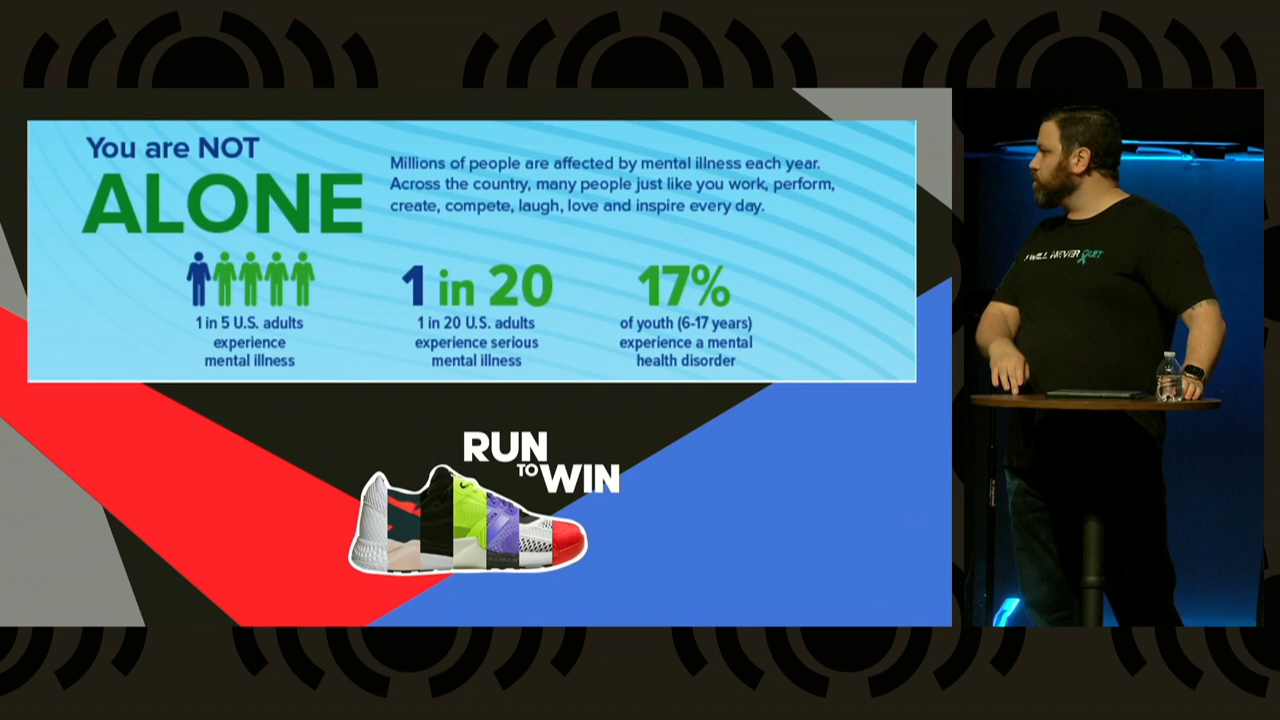 You are NOT
ALONE
Millions of people are affected by mental illness each year.
Across the country, many people just like you work, perform,
create, compete, laugh, love and inspire every day.
1 in 5 U.S. adults
experience
mental illness
1 in 20
1 in 20 U.S. adults
experience serious
mental illness
17%
of youth (6-17 years)
experience a mental
health disorder
RUN
TO WIN
I WILL NEVER QUIT